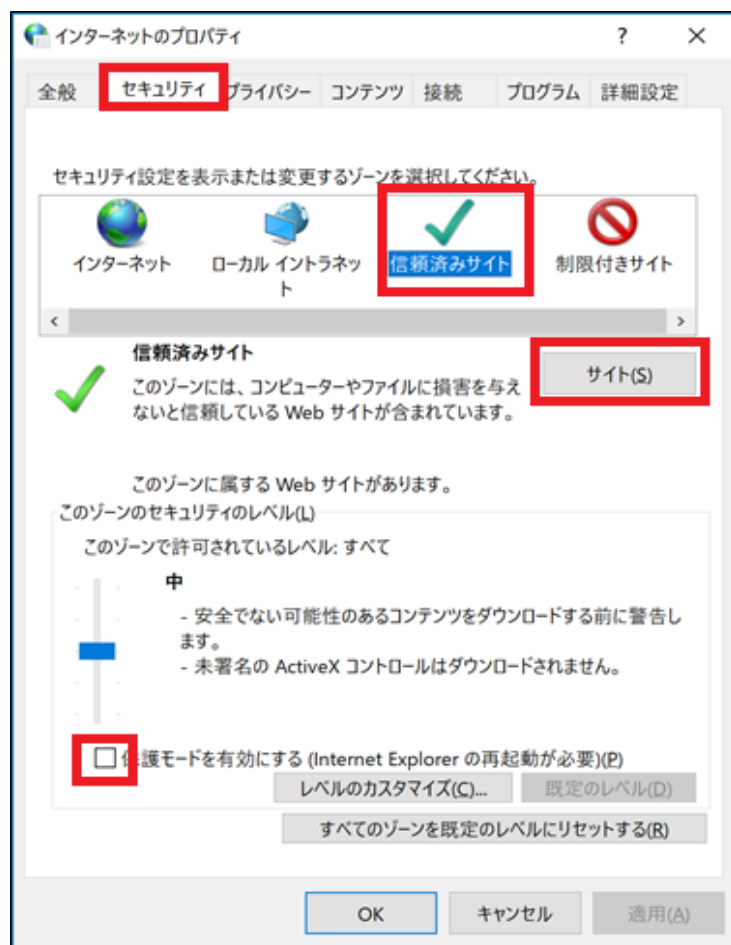 インターネットのプロパティ ? ×
全般 セキュリティ プライバシー コンテンツ 接続 プログラム 詳細設定
セキュリティ設定を表示または変更するゾーンを選択してください。
インターネット
ローカル イントラネッ
ト
信頼済みサイト
制限付きサイト
信頼済みサイト
サイト(S)
このゾーンには、コンピューターやファイルに損害を与え
ないと信頼している Web サイトが含まれています。
このゾーンに属する Web サイトがあります。
このゾーンのセキュリティのレベル(L)
このゾーンで許可されているレベル: すべて
中
- 安全でない可能性のあるコンテンツをダウンロードする前に警告し
ます。
- 未署名の ActiveX コントロールはダウンロードされません。
保護モードを有効にする (Internet Explorer の再起動が必要)(P)
レベルのカスタマイズ(C)... 既定のレベル(D)
すべてのゾーンを既定のレベルにリセットする(R)
OK キャンセル 適用(A)